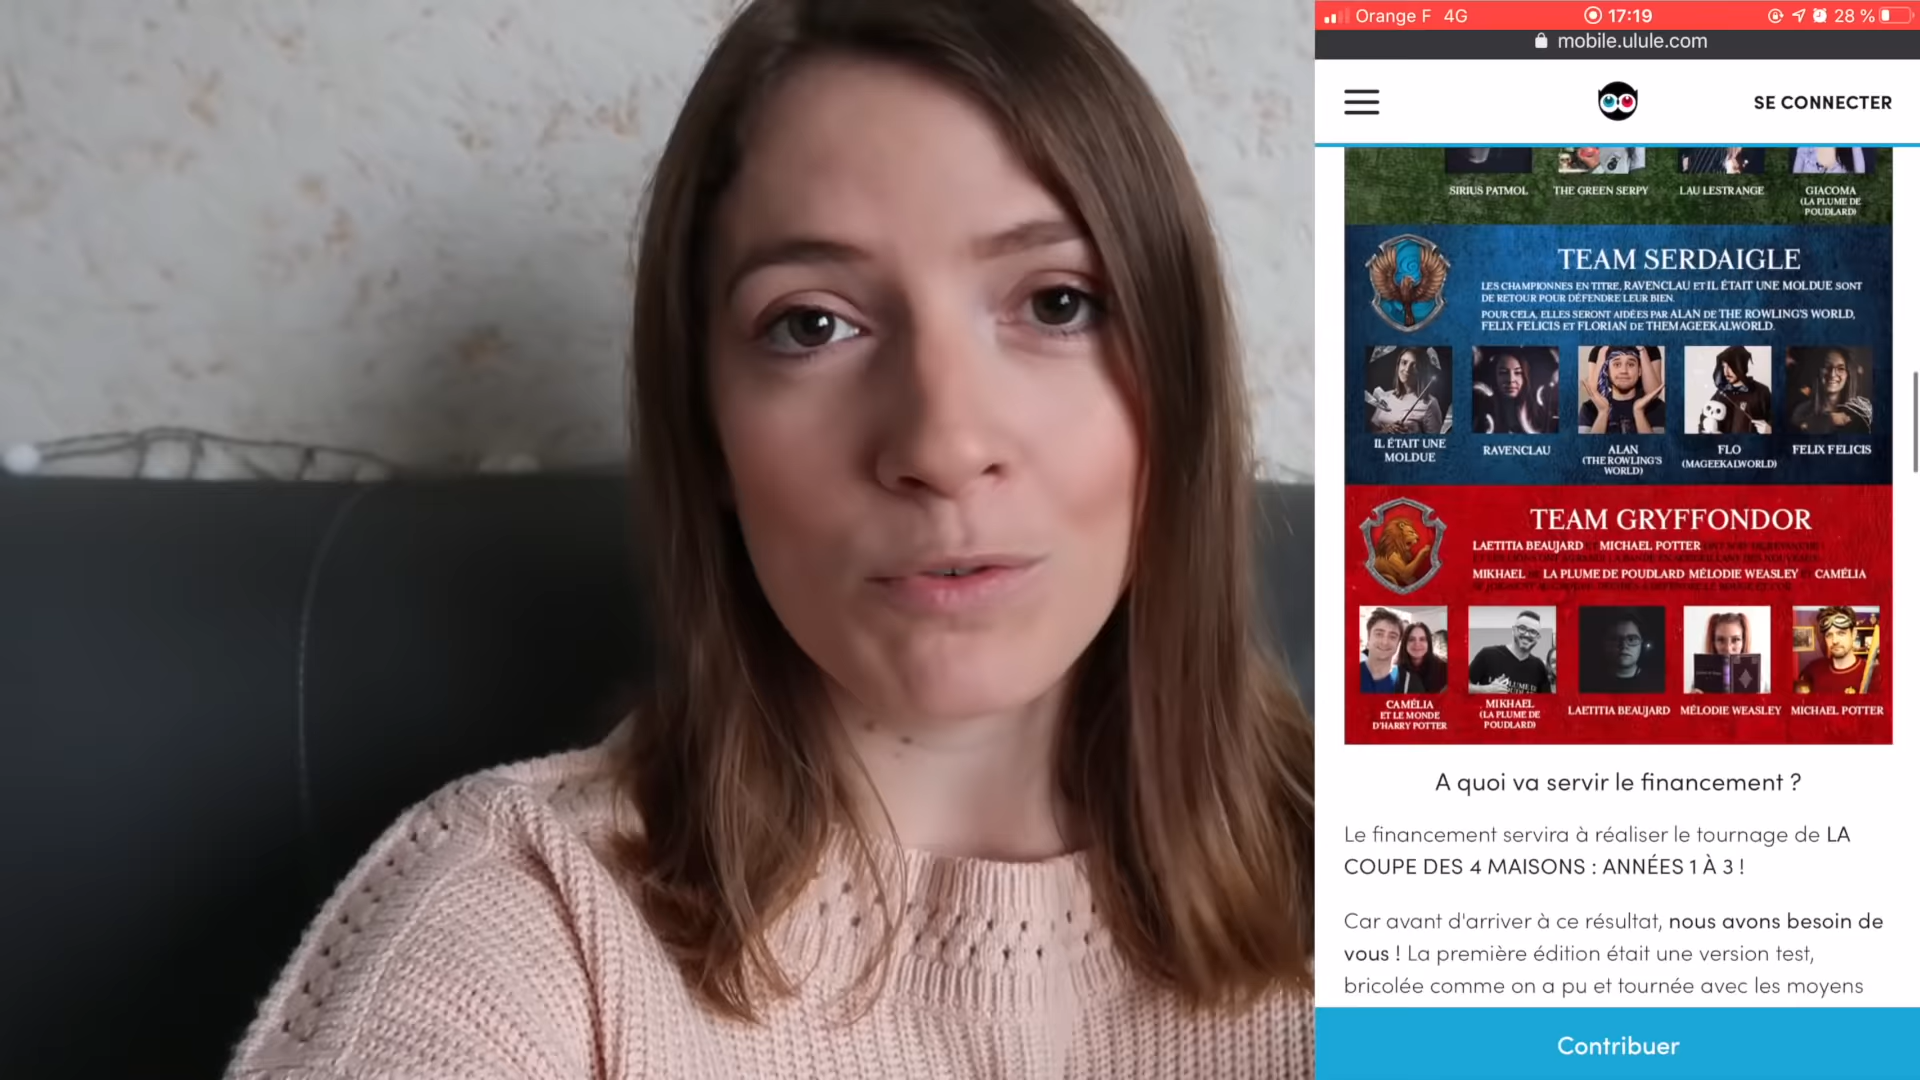 Orange F 4G 17:19 28 %
mobile.ulule.com
SE CONNECTER
SIRIUS PATMOL
THE GREEN SERPY
LAU LESTRANGE
GIACOMA
(LA PLUME DE
POUDLARD)
TEAM SERDAIGLE
LES CHAMPIONNES EN TITRE, RAVENCLAU ET IL ÉTAIT UNE MOLDUE SONT
DE RETOUR POUR DÉFENDRE LEUR BIEN.
POUR CELA, ELLES SERONT AIDÉES PAR ALAN DE THE ROWLING'S WORLD,
FELIX FELICIS ET FLORIAN DE THEMAGEEKALWORLD.
IL ÉTAIT UNE
MOLDUE
RAVENCLAU
ALAN
(THE ROWLING'S
WORLD)
FLO
(MAGEEKALWORLD)
FELIX FELICIS
TEAM GRYFFONDOR
LAETITIA BEAUJARD MICHAEL POTTER
MIKHAEL LA PLUME DE POUDLARD MÉLODIE WEASLEY CAMÉLIA
CAMÉLIA
ET LE MONDE
D'HARRY POTTER
MIKHAEL
(LA PLUME DE
POUDLARD)
LAETITIA BEAUJARD
MÉLODIE WEASLEY
MICHAEL POTTER
A quoi va servir le financement ?
Le financement servira à réaliser le tournage de LA
COUPE DES 4 MAISONS : ANNÉES 1 À 3 !
Car avant d'arriver à ce résultat, nous avons besoin de
vous ! La première édition était une version test,
bricolée comme on a pu et tournée avec les moyens
Contribuer